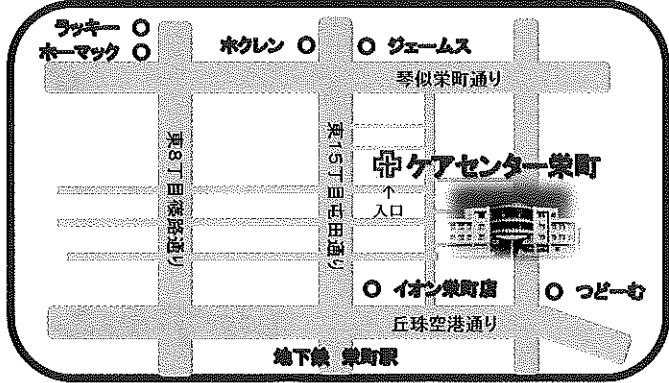 ラッキー
ホーマック
ホクレン
ジェームス
琴似栄町通り
東8丁目篠路通り
東15丁目屯田通り
ケアセンター栄町
↑
入口
イオン栄町店
つどーむ
丘珠空港通り
地下鉄 栄町駅